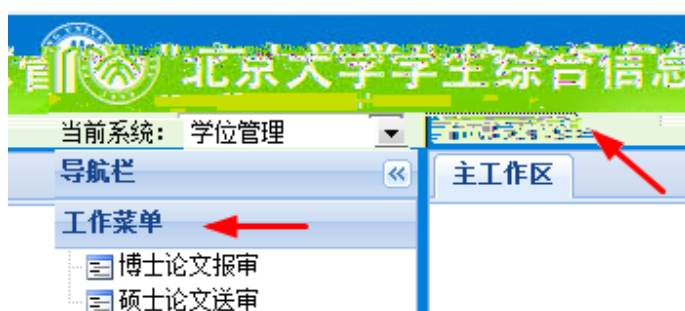 北京大学学生综合信息
当前系统： 学位管理
导航栏
主工作区
工作菜单
博士论文报审
硕士论文送审